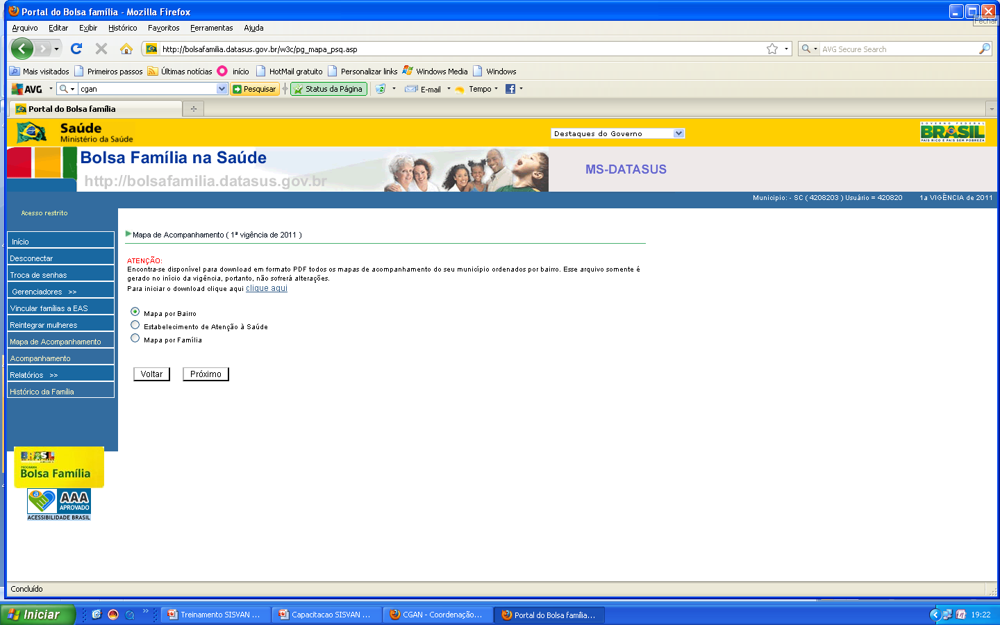 Portal do Bolsa família - Mozilla Firefox
Fechar
Arquivo Editar Exibir Histórico Favoritos Ferramentas Ajuda
http://bolsafamilia.datasus.gov.br/w3c/pg_mapa_psq.asp
AVG Secure Search
Mais visitados Primeiros passos Últimas notícias início HotMail gratuito Personalizar links Windows Media Windows
AVG cgan Pesquisar Status da Página E-mail Tempo
Portal do Bolsa família
Saúde
Ministério da Saúde
Destaques do Governo
GOVERNO FEDERAL
BRASIL
PAÍS RICO É PAÍS SEM POBREZA
Bolsa Família na Saúde
http://bolsafamilia.datasus.gov.br
MS-DATASUS
Municipio: - SC ( 4208203 ) Usuário = 420820 1a VIGÊNCIA de 2011
Acesso restrito
Início
Desconectar
Troca de senhas
Gerenciadores >>
Vincular famílias a EAS
Reintegrar mulheres
Mapa de Acompanhamento
Acompanhamento
Relatórios >>
Histórico da Família
Mapa de Acompanhamento ( 1ª vigência de 2011 )
ATENÇÃO:
Encontra-se disponível para download em formato PDF todos os mapas de acompanhamento do seu município ordenados por bairro. Esse arquivo somente é
gerado no início da vigência, portanto, não sofrerá alterações.
Para iniciar o download clique aqui clique aqui
Mapa por Bairro
Estabelecimento de Atenção à Saúde
Mapa por Família
Voltar Próximo
BRASIL
PROGRAMA
Bolsa Família
AAA
APROVADO
ACESSIBILIDADE BRASIL
Concluído
Iniciar Treinamento SISVAN ... Capacitacao SISVAN ... CGAN - Coordenação... Portal do Bolsa família... 19:22